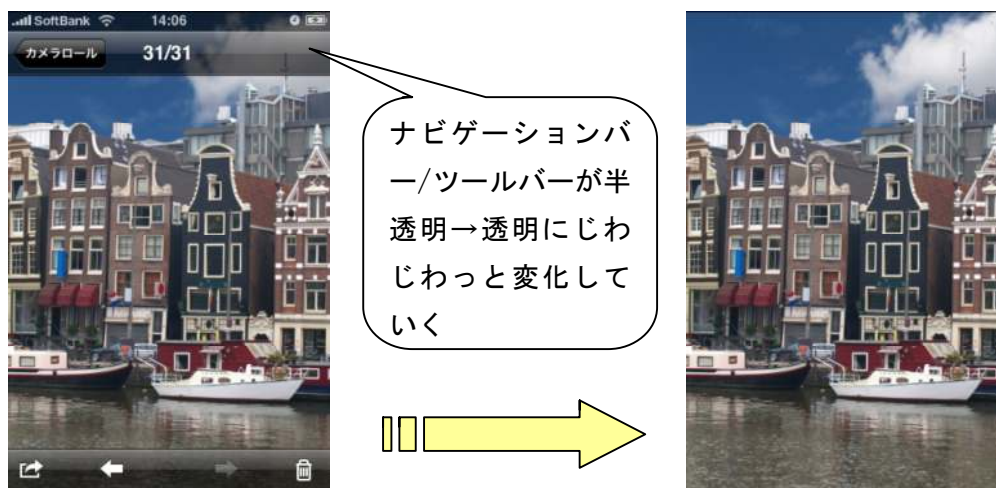 SoftBank 14:06
カメラロール 31/31
ナビゲーションバ
ー/ツールバーが半
透明→透明にじわ
じわっと変化して
いく